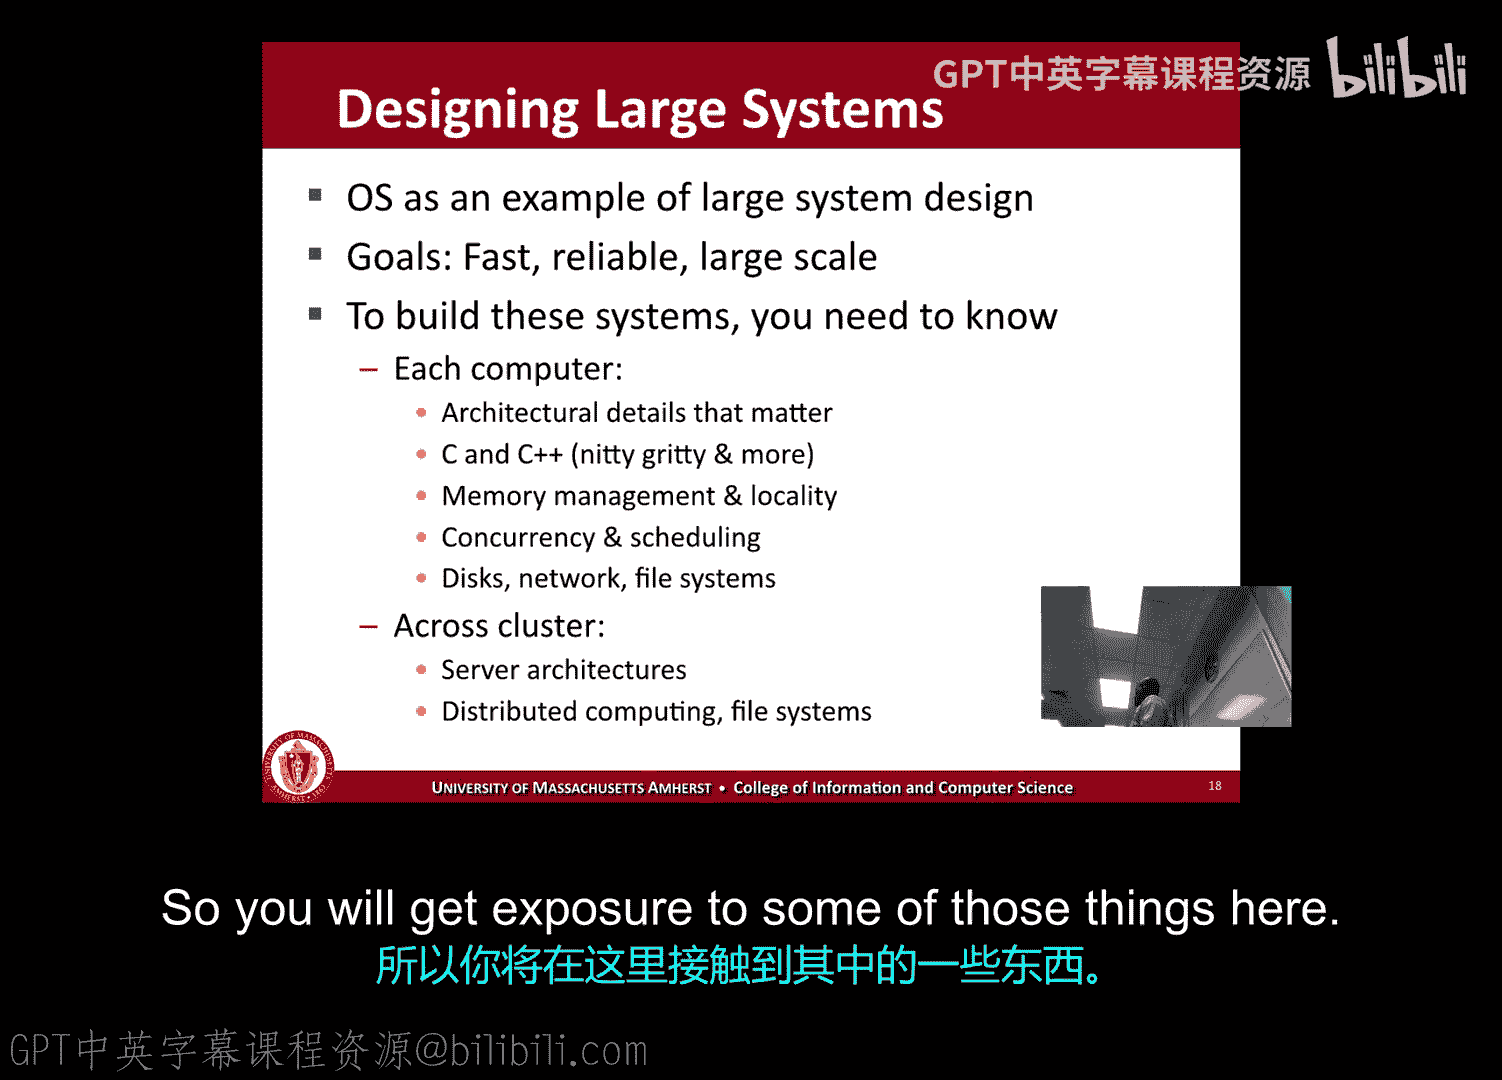 GPT中英字幕课程资源 bilibili
Designing Large Systems
OS as an example of large system design
Goals: Fast, reliable, large scale
To build these systems, you need to know
– Each computer:
Architectural details that matter
C and C++ (nitty gritty & more)
Memory management & locality
Concurrency & scheduling
Disks, network, file systems
– Across cluster:
Server architectures
Distributed computing, file systems
UNIVERSITY OF MASSACHUSETTS AMHERST • College of Information and Computer Science 18
So you will get exposure to some of those things here.
所以你将在这里接触到其中的一些东西。
GPT中英字幕课程资源@bilibili.com